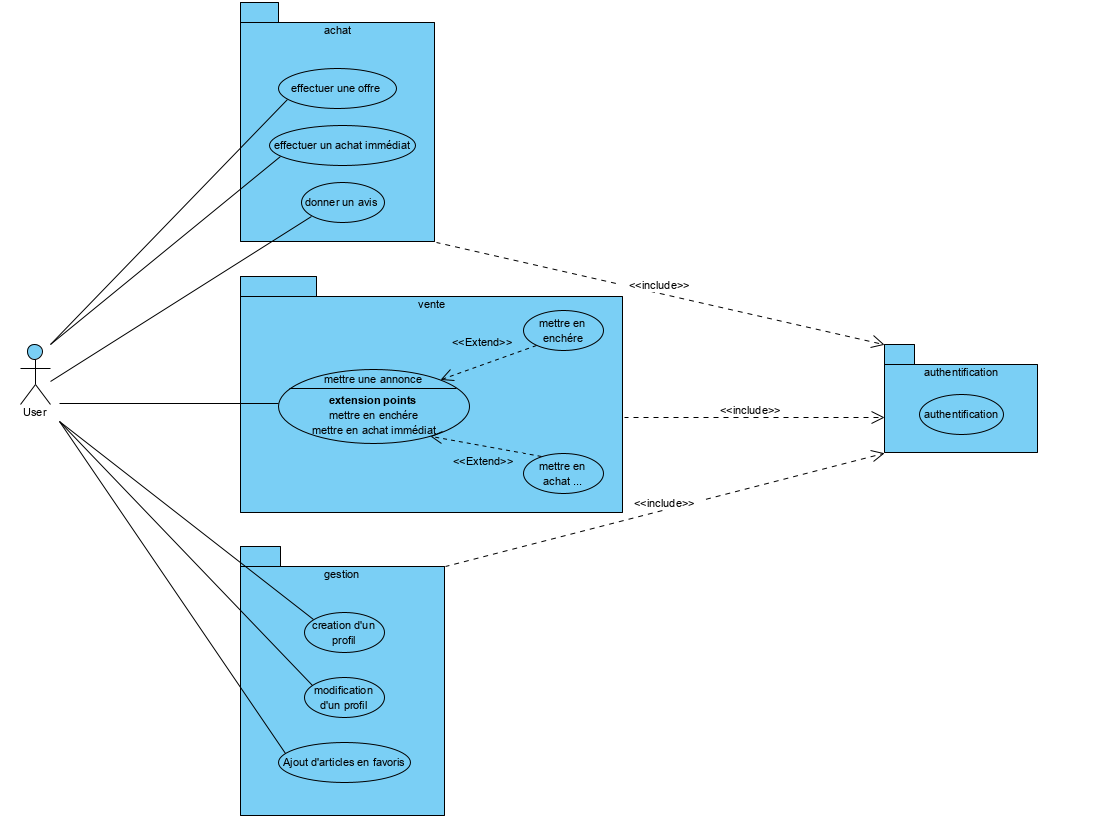 achat
effectuer une offre
effectuer un achat immédiat
donner un avis
<<include>>
vente
mettre en
enchére
<<Extend>>
mettre une annonce
extension points
mettre en enchére
mettre en achat immédiat
<<Extend>>
mettre en
achat ...
User
<<include>>
authentification
authentification
<<include>>
gestion
creation d'un
profil
modification
d'un profil
Ajout d'articles en favoris